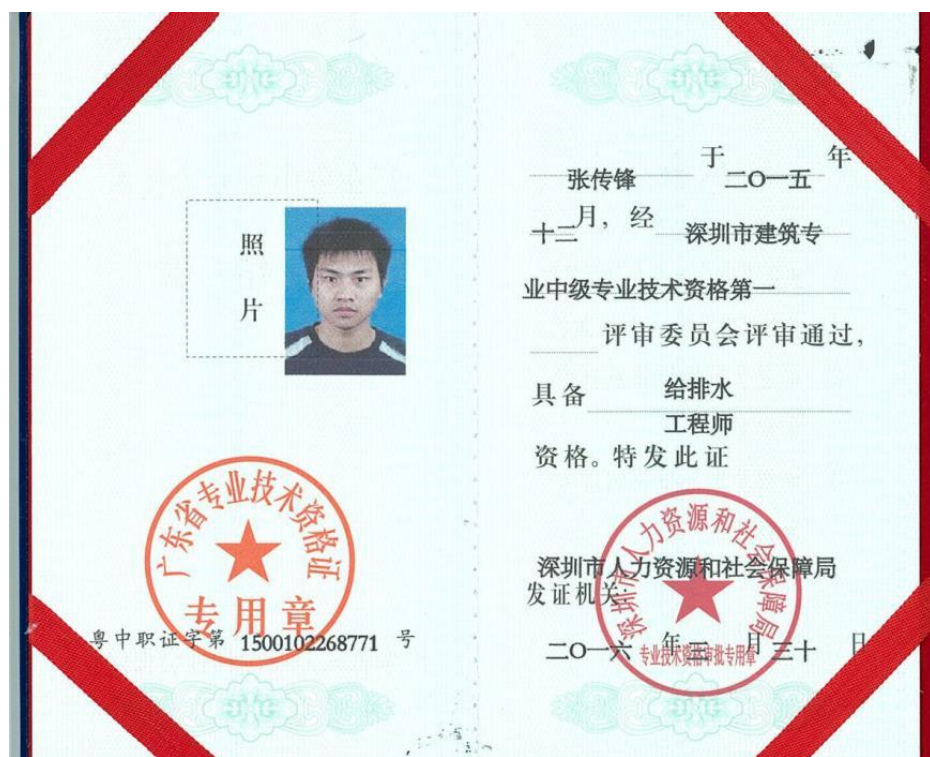 照
片
广东省专业技术资格证
专用章
粤中职证字第 1500102268771 号
张传锋 于 二〇一五 年
十二月，经 深圳市建筑专
业中级专业技术资格第一
评审委员会评审通过，
具备 给排水
工程师
资格。特发此证
深圳市人力资源和社会保障局
深圳市人力资源和社会保障局
发证机关：
二〇一六 年 三 月 三十 日
专业技术资格审批专用章